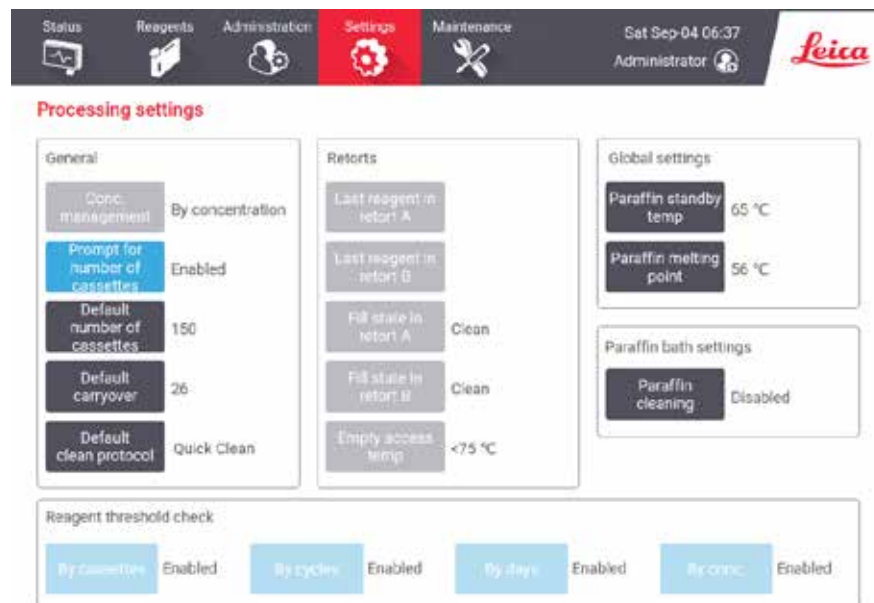 Status Reagents Administration Settings Maintenance
Sat Sep-04 06:37
Administrator
Leica
Processing settings
General
Conc.
management
By concentration
Prompt for
number of
cassettes
Enabled
Default
number of
cassettes
150
Default
carryover
26
Default
clean protocol
Quick Clean
Retorts
Last reagent in
retort A
Last reagent in
retort B
Fill state in
retort A
Clean
Fill state in
retort B
Clean
Empty access
temp
<75 °C
Global settings
Paraffin standby
temp
65 °C
Paraffin melting
point
56 °C
Paraffin bath settings
Paraffin
cleaning
Disabled
Reagent threshold check
By cassettes Enabled By cycles Enabled By days Enabled By conc. Enabled